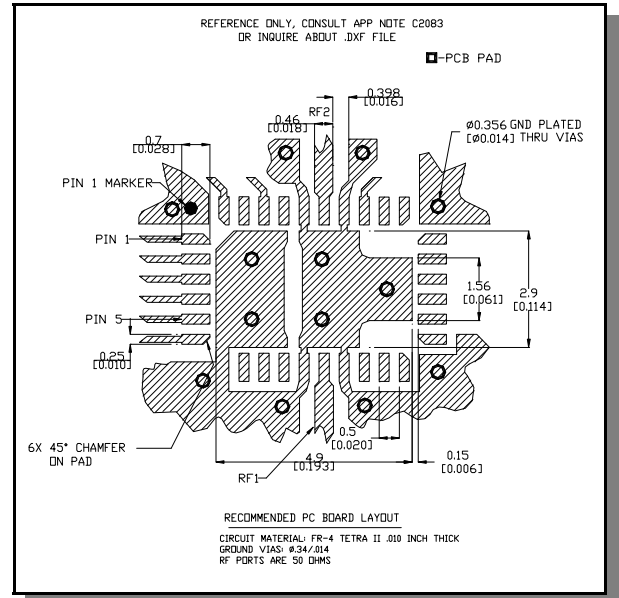 REFERENCE ONLY, CONSULT APP NOTE C2083
OR INQUIRE ABOUT .DXF FILE
-PCB PAD
0.398
[0.016]
RF2
0.46
[0.018]
Ø0.356 GND PLATED
[Ø0.014] THRU VIAS
0.7
[0.028]
PIN 1 MARKER
PIN 1
1.56
[0.061]
2.9
[0.114]
PIN 5
0.25
[0.010]
6X 45° CHAMFER
ON PAD
0.5
[0.020]
4.9
[0.193]
0.15
[0.006]
RF1
RECOMMENDED PC BOARD LAYOUT
CIRCUIT MATERIAL: FR-4 TETRA II .010 INCH THICK
GROUND VIAS: Ø.34/.014
RF PORTS ARE 50 OHMS